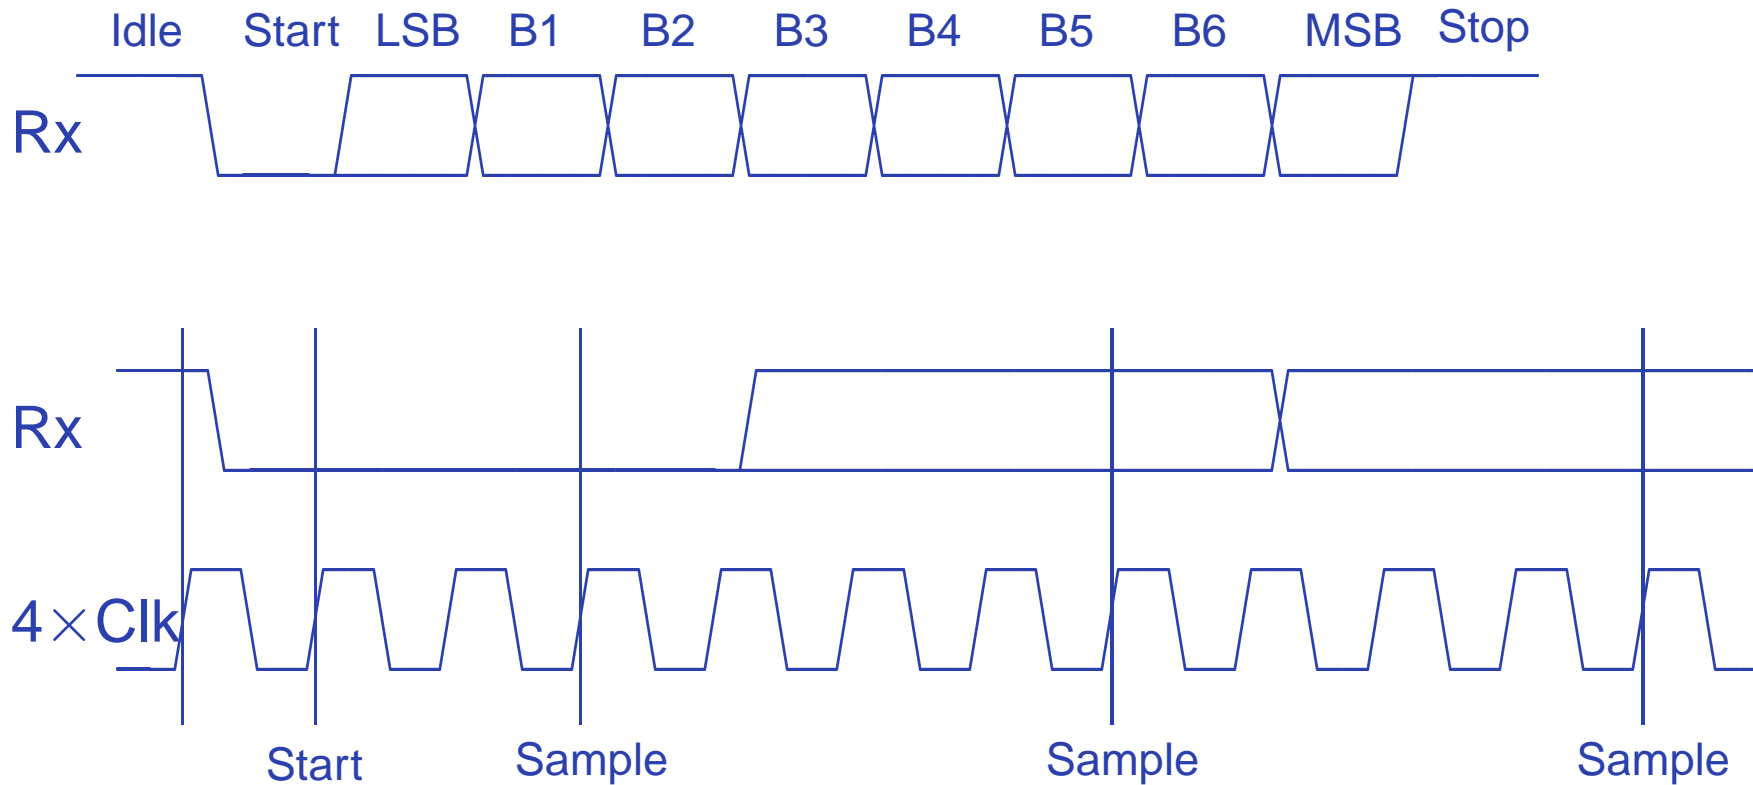 Idle Start LSB B1 B2 B3 B4 B5 B6 MSB Stop
Rx
Rx
4×Clk
Start Sample Sample Sample